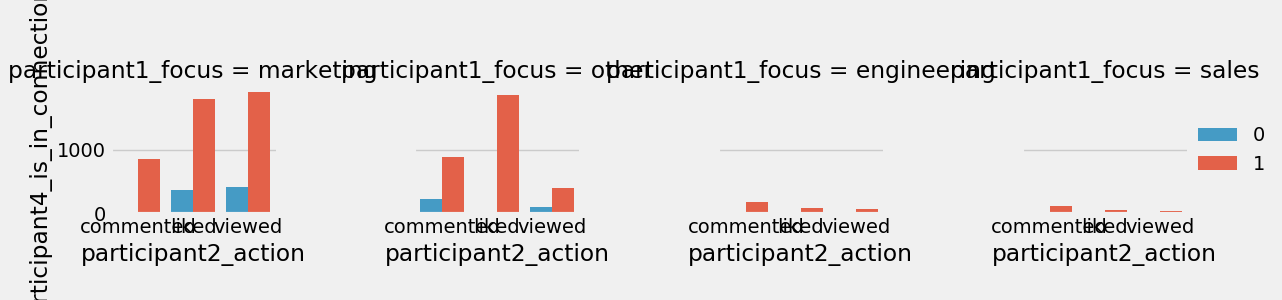 participant1_focus = marketing
participant1_focus = other
participant1_focus = engineering
participant1_focus = sales
rticipant4_is_in_connection
1000
0
commented
liked
viewed
participant2_action
commented
liked
viewed
participant2_action
commented
liked
viewed
participant2_action
commented
liked
viewed
participant2_action
0
1